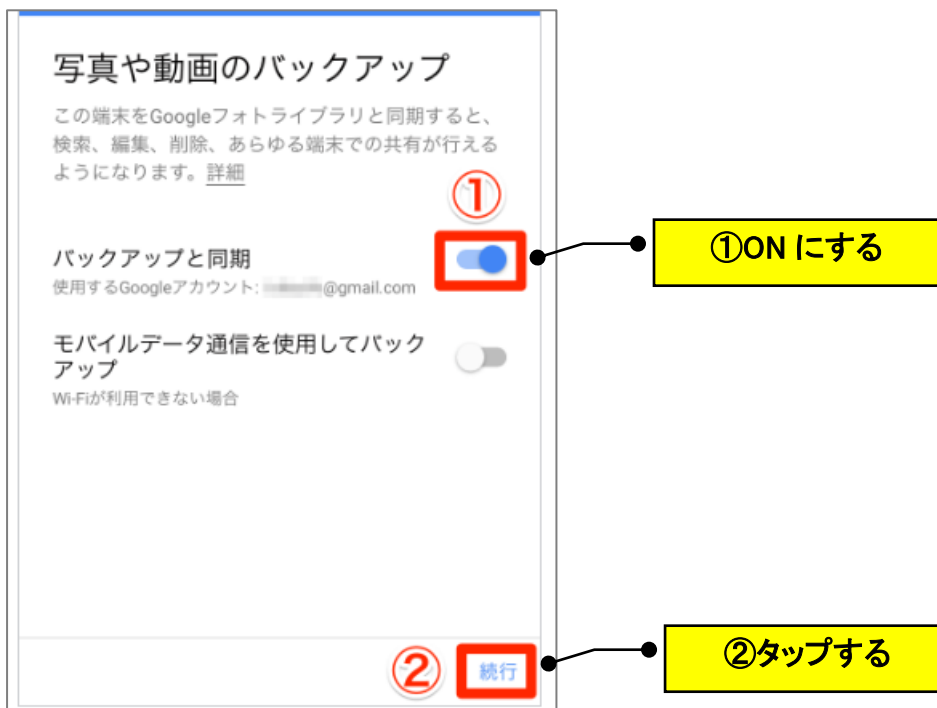 写真や動画のバックアップ
この端末をGoogleフォトライブラリと同期すると、
検索、編集、削除、あらゆる端末での共有が行える
ようになります。詳細
①
バックアップと同期
①ON にする
使用するGoogleアカウント: @gmail.com
モバイルデータ通信を使用してバック
アップ
Wi-Fiが利用できない場合
② 続行
②タップする